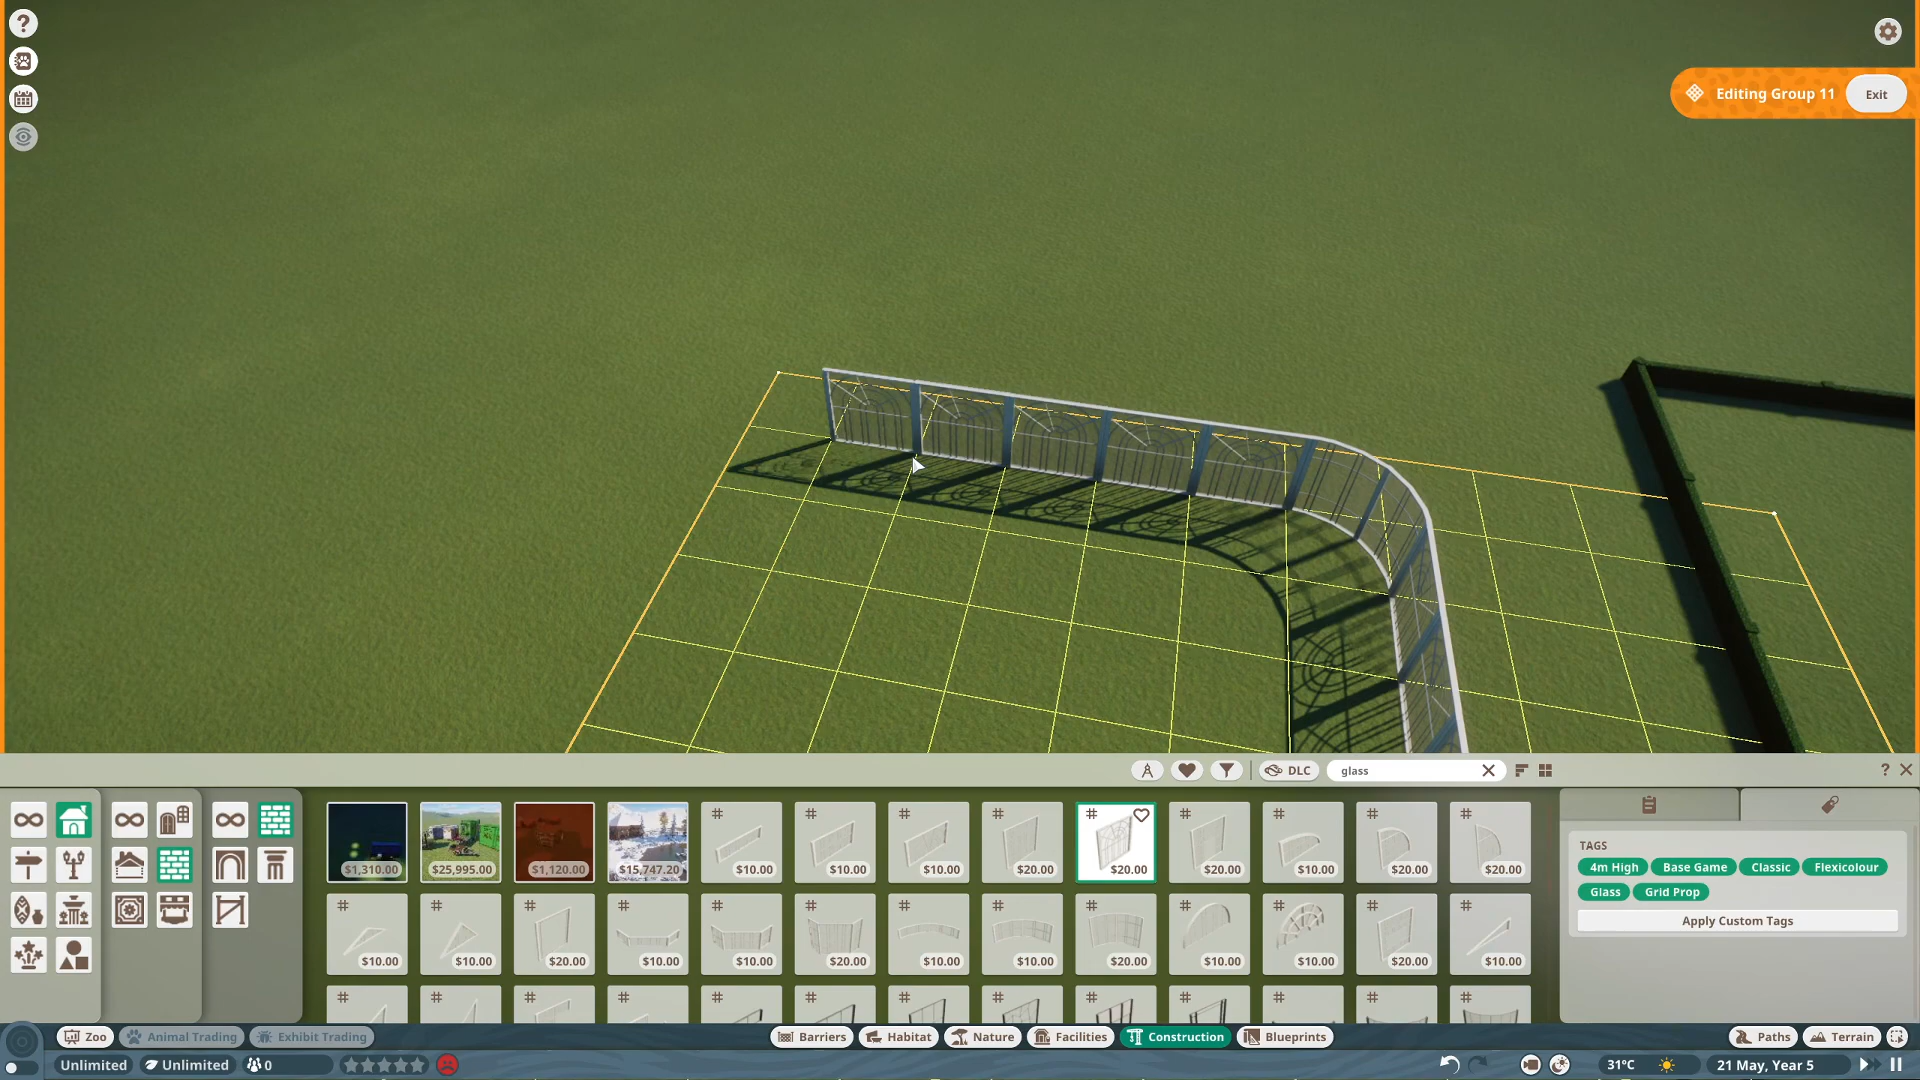 ?
Editing Group 11
Exit
DLC
glass
?
$1,310.00
$25,995.00
$1,120.00
$15,747.20
$10.00
$10.00
$10.00
$20.00
$20.00
$20.00
$10.00
$20.00
$20.00
$10.00
$10.00
$20.00
$10.00
$10.00
$20.00
$10.00
$10.00
$20.00
$10.00
$10.00
$20.00
$10.00
TAGS
4m High
Base Game
Classic
Flexicolour
Glass
Grid Prop
Apply Custom Tags
Zoo
Animal Trading
Exhibit Trading
Barriers
Habitat
Nature
Facilities
Construction
Blueprints
Paths
Terrain
Unlimited
Unlimited
0
31°C
21 May, Year 5